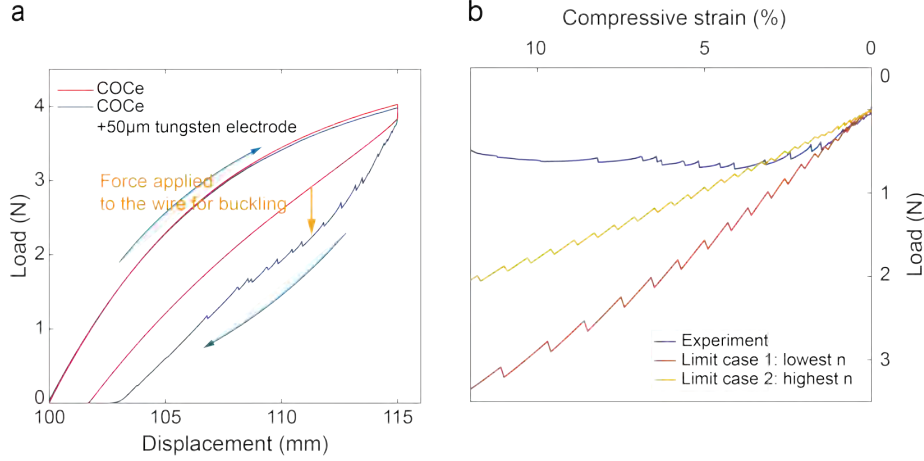 a
4
3
2
1
0
Load (N)
COCe
COCe
+50µm tungsten electrode
Force applied
to the wire for buckling
100
105
110
115
Displacement (mm)
b
Compressive strain (%)
10
5
0
0
1
2
3
Load (N)
Experiment
Limit case 1: lowest n
Limit case 2: highest n